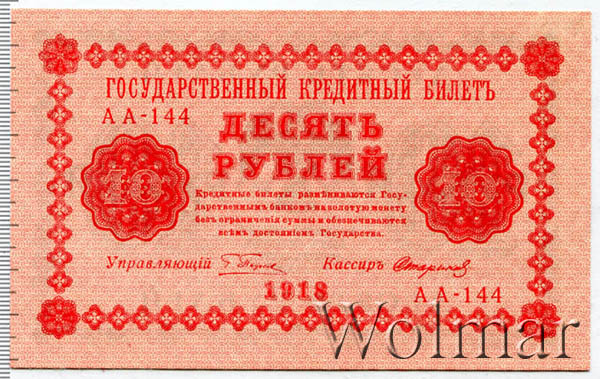 ГОСУДАРСТВЕННЫЙ КРЕДИТНЫЙ БИЛЕТЪ
АА-144
ДЕСЯТЬ
РУБЛЕЙ
10 10
Кредитные билеты размѣниваются Госу-
дарственнымъ банкомъ на золотую монету
безъ ограниченія суммы и обезпечиваются
всѣмъ достояніемъ Государства.
Управляющій Кассиръ
1918
АА-144
Wolmar